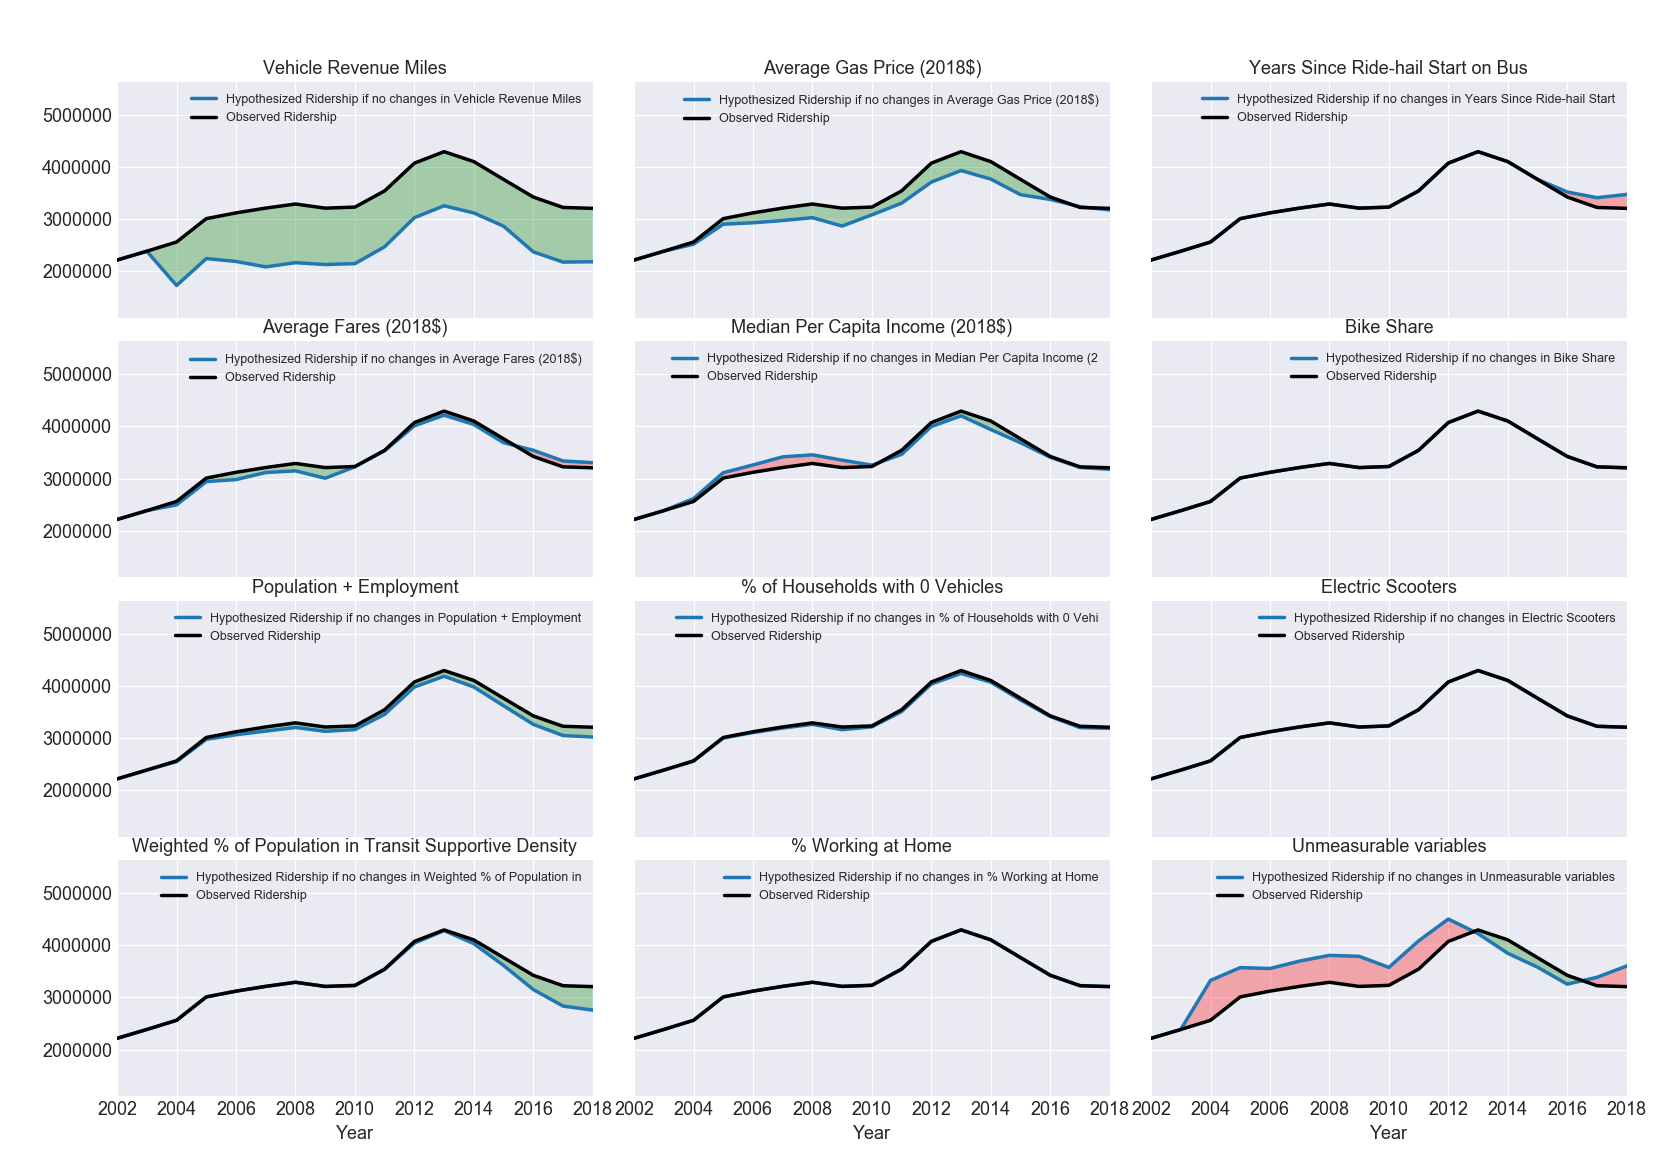 Vehicle Revenue Miles
Hypothesized Ridership if no changes in Vehicle Revenue Miles
Observed Ridership
5000000
4000000
3000000
2000000
Average Gas Price (2018$)
Hypothesized Ridership if no changes in Average Gas Price (2018$)
Observed Ridership
Years Since Ride-hail Start on Bus
Hypothesized Ridership if no changes in Years Since Ride-hail Start
Observed Ridership
Average Fares (2018$)
Hypothesized Ridership if no changes in Average Fares (2018$)
Observed Ridership
5000000
4000000
3000000
2000000
Median Per Capita Income (2018$)
Hypothesized Ridership if no changes in Median Per Capita Income (2
Observed Ridership
Bike Share
Hypothesized Ridership if no changes in Bike Share
Observed Ridership
Population + Employment
Hypothesized Ridership if no changes in Population + Employment
Observed Ridership
5000000
4000000
3000000
2000000
% of Households with 0 Vehicles
Hypothesized Ridership if no changes in % of Households with 0 Vehi
Observed Ridership
Electric Scooters
Hypothesized Ridership if no changes in Electric Scooters
Observed Ridership
Weighted % of Population in Transit Supportive Density
Hypothesized Ridership if no changes in Weighted % of Population in
Observed Ridership
5000000
4000000
3000000
2000000
2002 2004 2006 2008 2010 2012 2014 2016 2018
Year
% Working at Home
Hypothesized Ridership if no changes in % Working at Home
Observed Ridership
2002 2004 2006 2008 2010 2012 2014 2016 2018
Year
Unmeasurable variables
Hypothesized Ridership if no changes in Unmeasurable variables
Observed Ridership
2002 2004 2006 2008 2010 2012 2014 2016 2018
Year